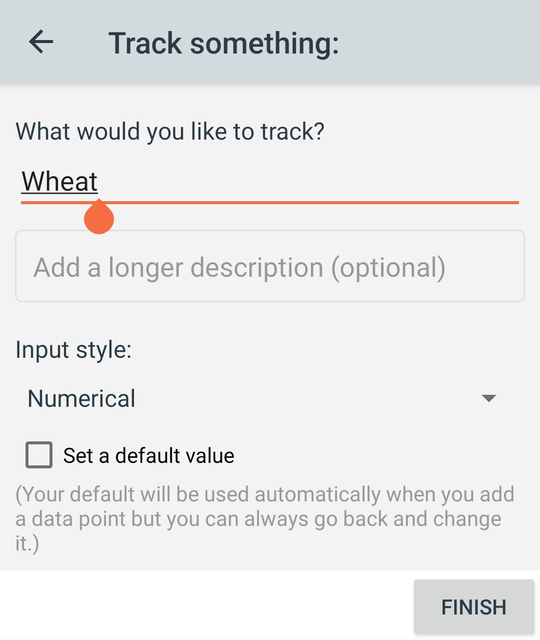 Track something:
What would you like to track?
Wheat
Add a longer description (optional)
Input style:
Numerical
Set a default value
(Your default will be used automatically when you add
a data point but you can always go back and change
it.)
FINISH